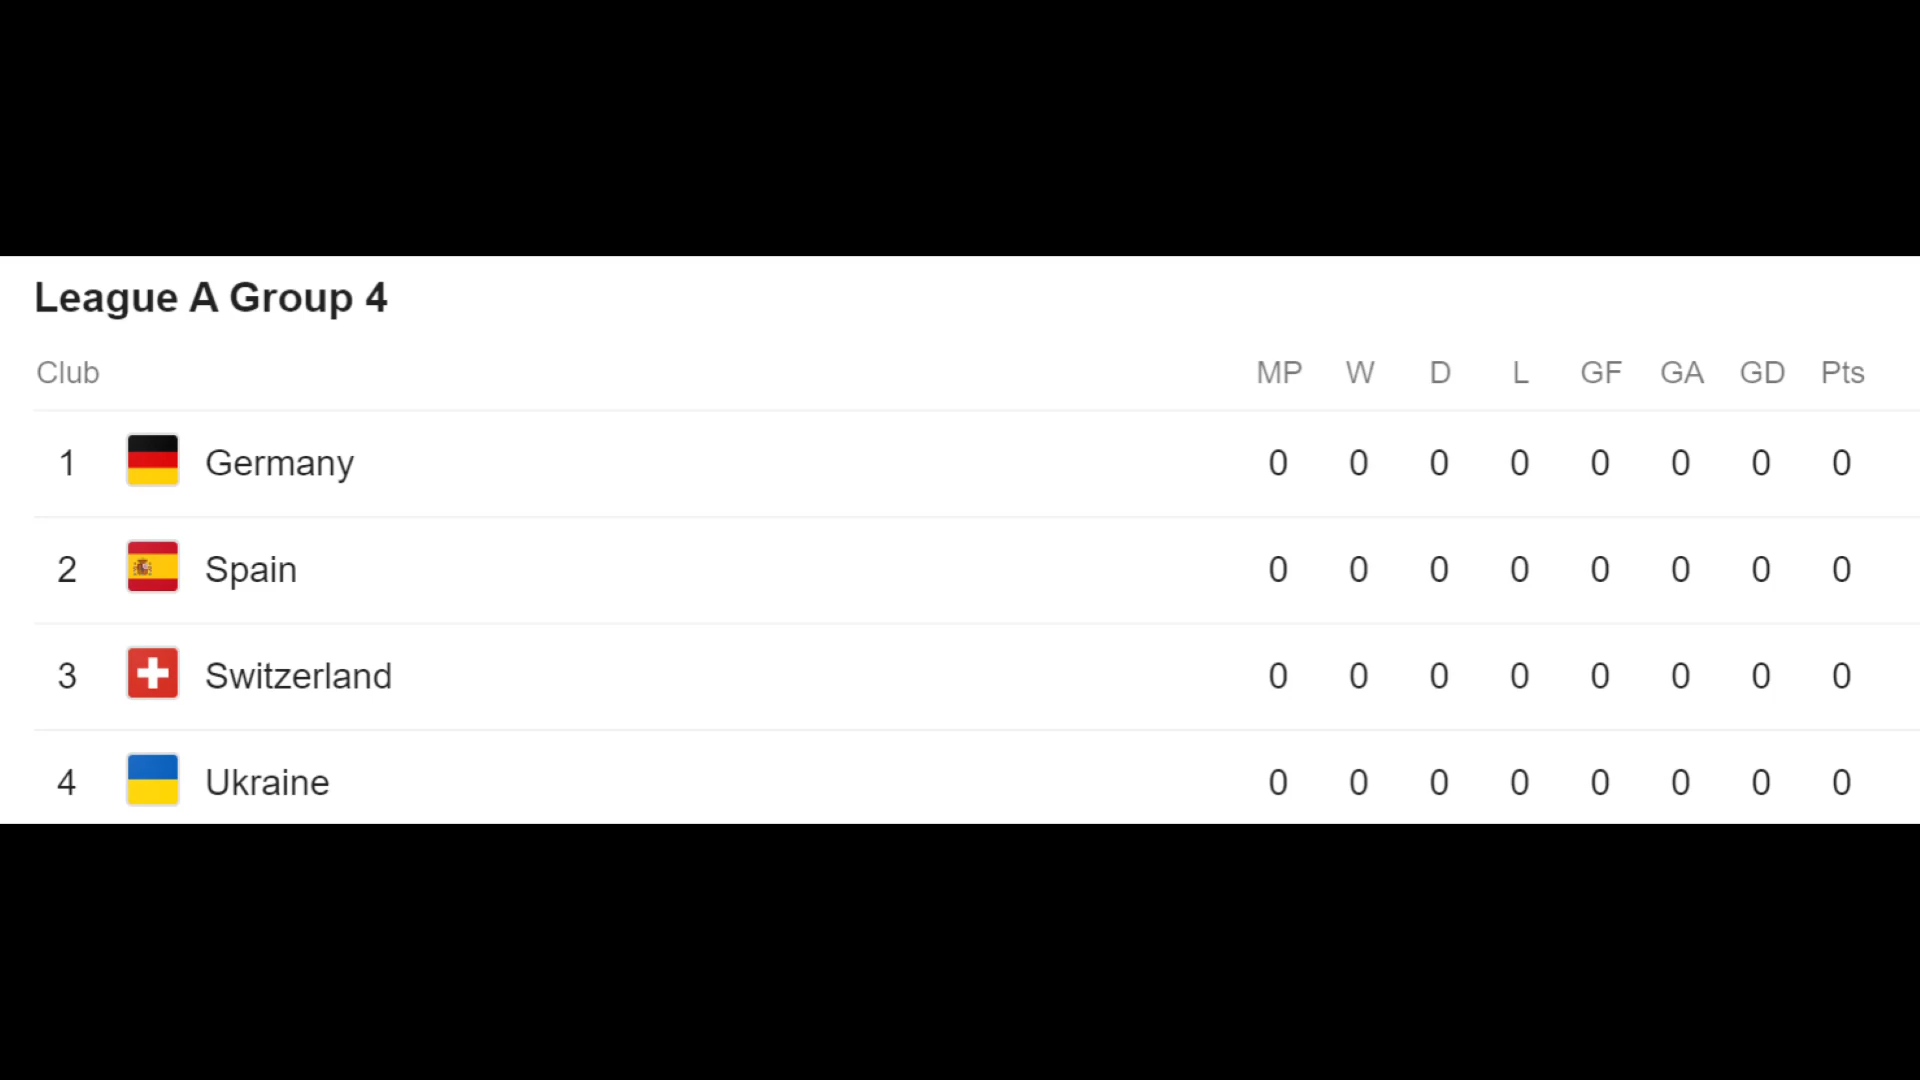 League A Group 4
Club MP W D L GF GA GD Pts
1 Germany 0 0 0 0 0 0 0 0
2 Spain 0 0 0 0 0 0 0 0
3 Switzerland 0 0 0 0 0 0 0 0
4 Ukraine 0 0 0 0 0 0 0 0